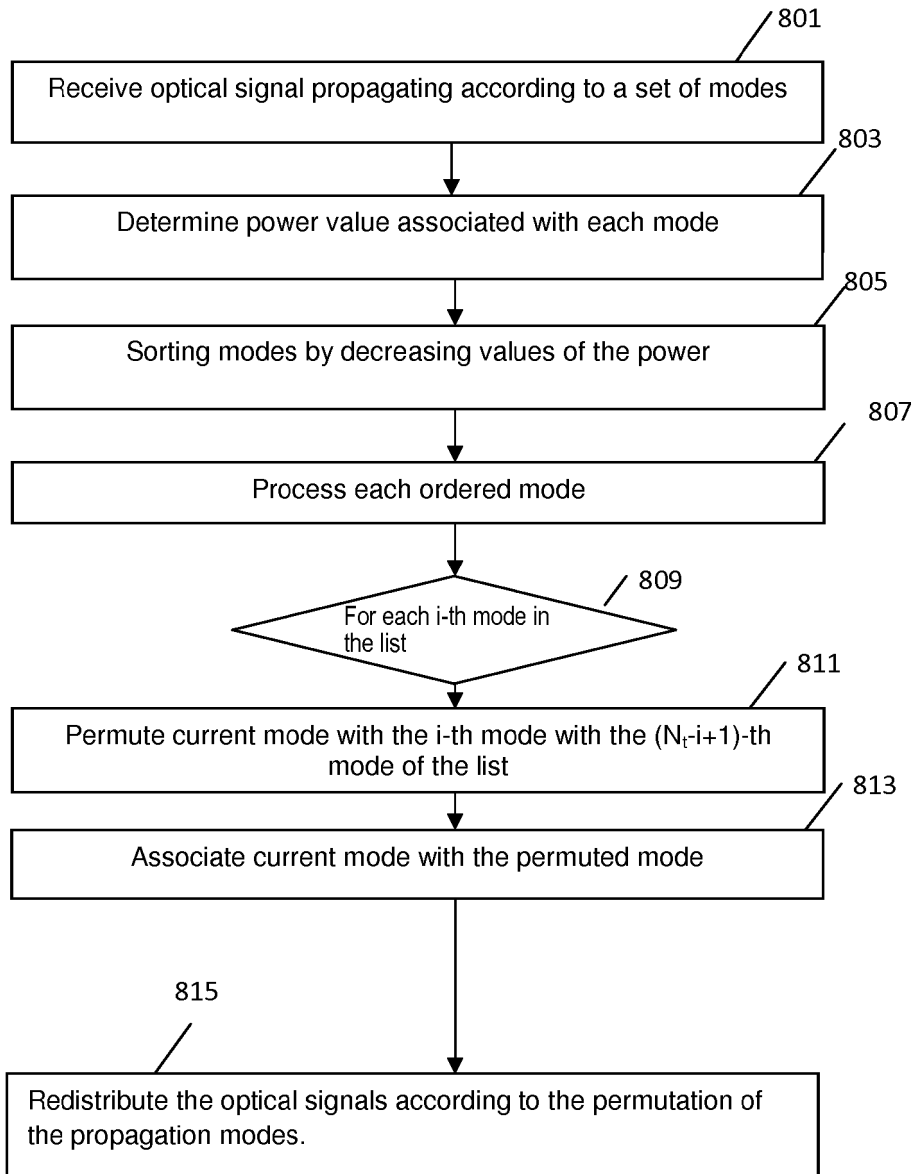 801
Receive optical signal propagating according to a set of modes
803
Determine power value associated with each mode
805
Sorting modes by decreasing values of the power
807
Process each ordered mode
809
For each i-th mode in
the list
811
Permute current mode with the i-th mode with the (Nₜ-i+1)-th
mode of the list
813
Associate current mode with the permuted mode
815
Redistribute the optical signals according to the permutation of
the propagation modes.